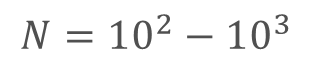 N = 10² − 10³